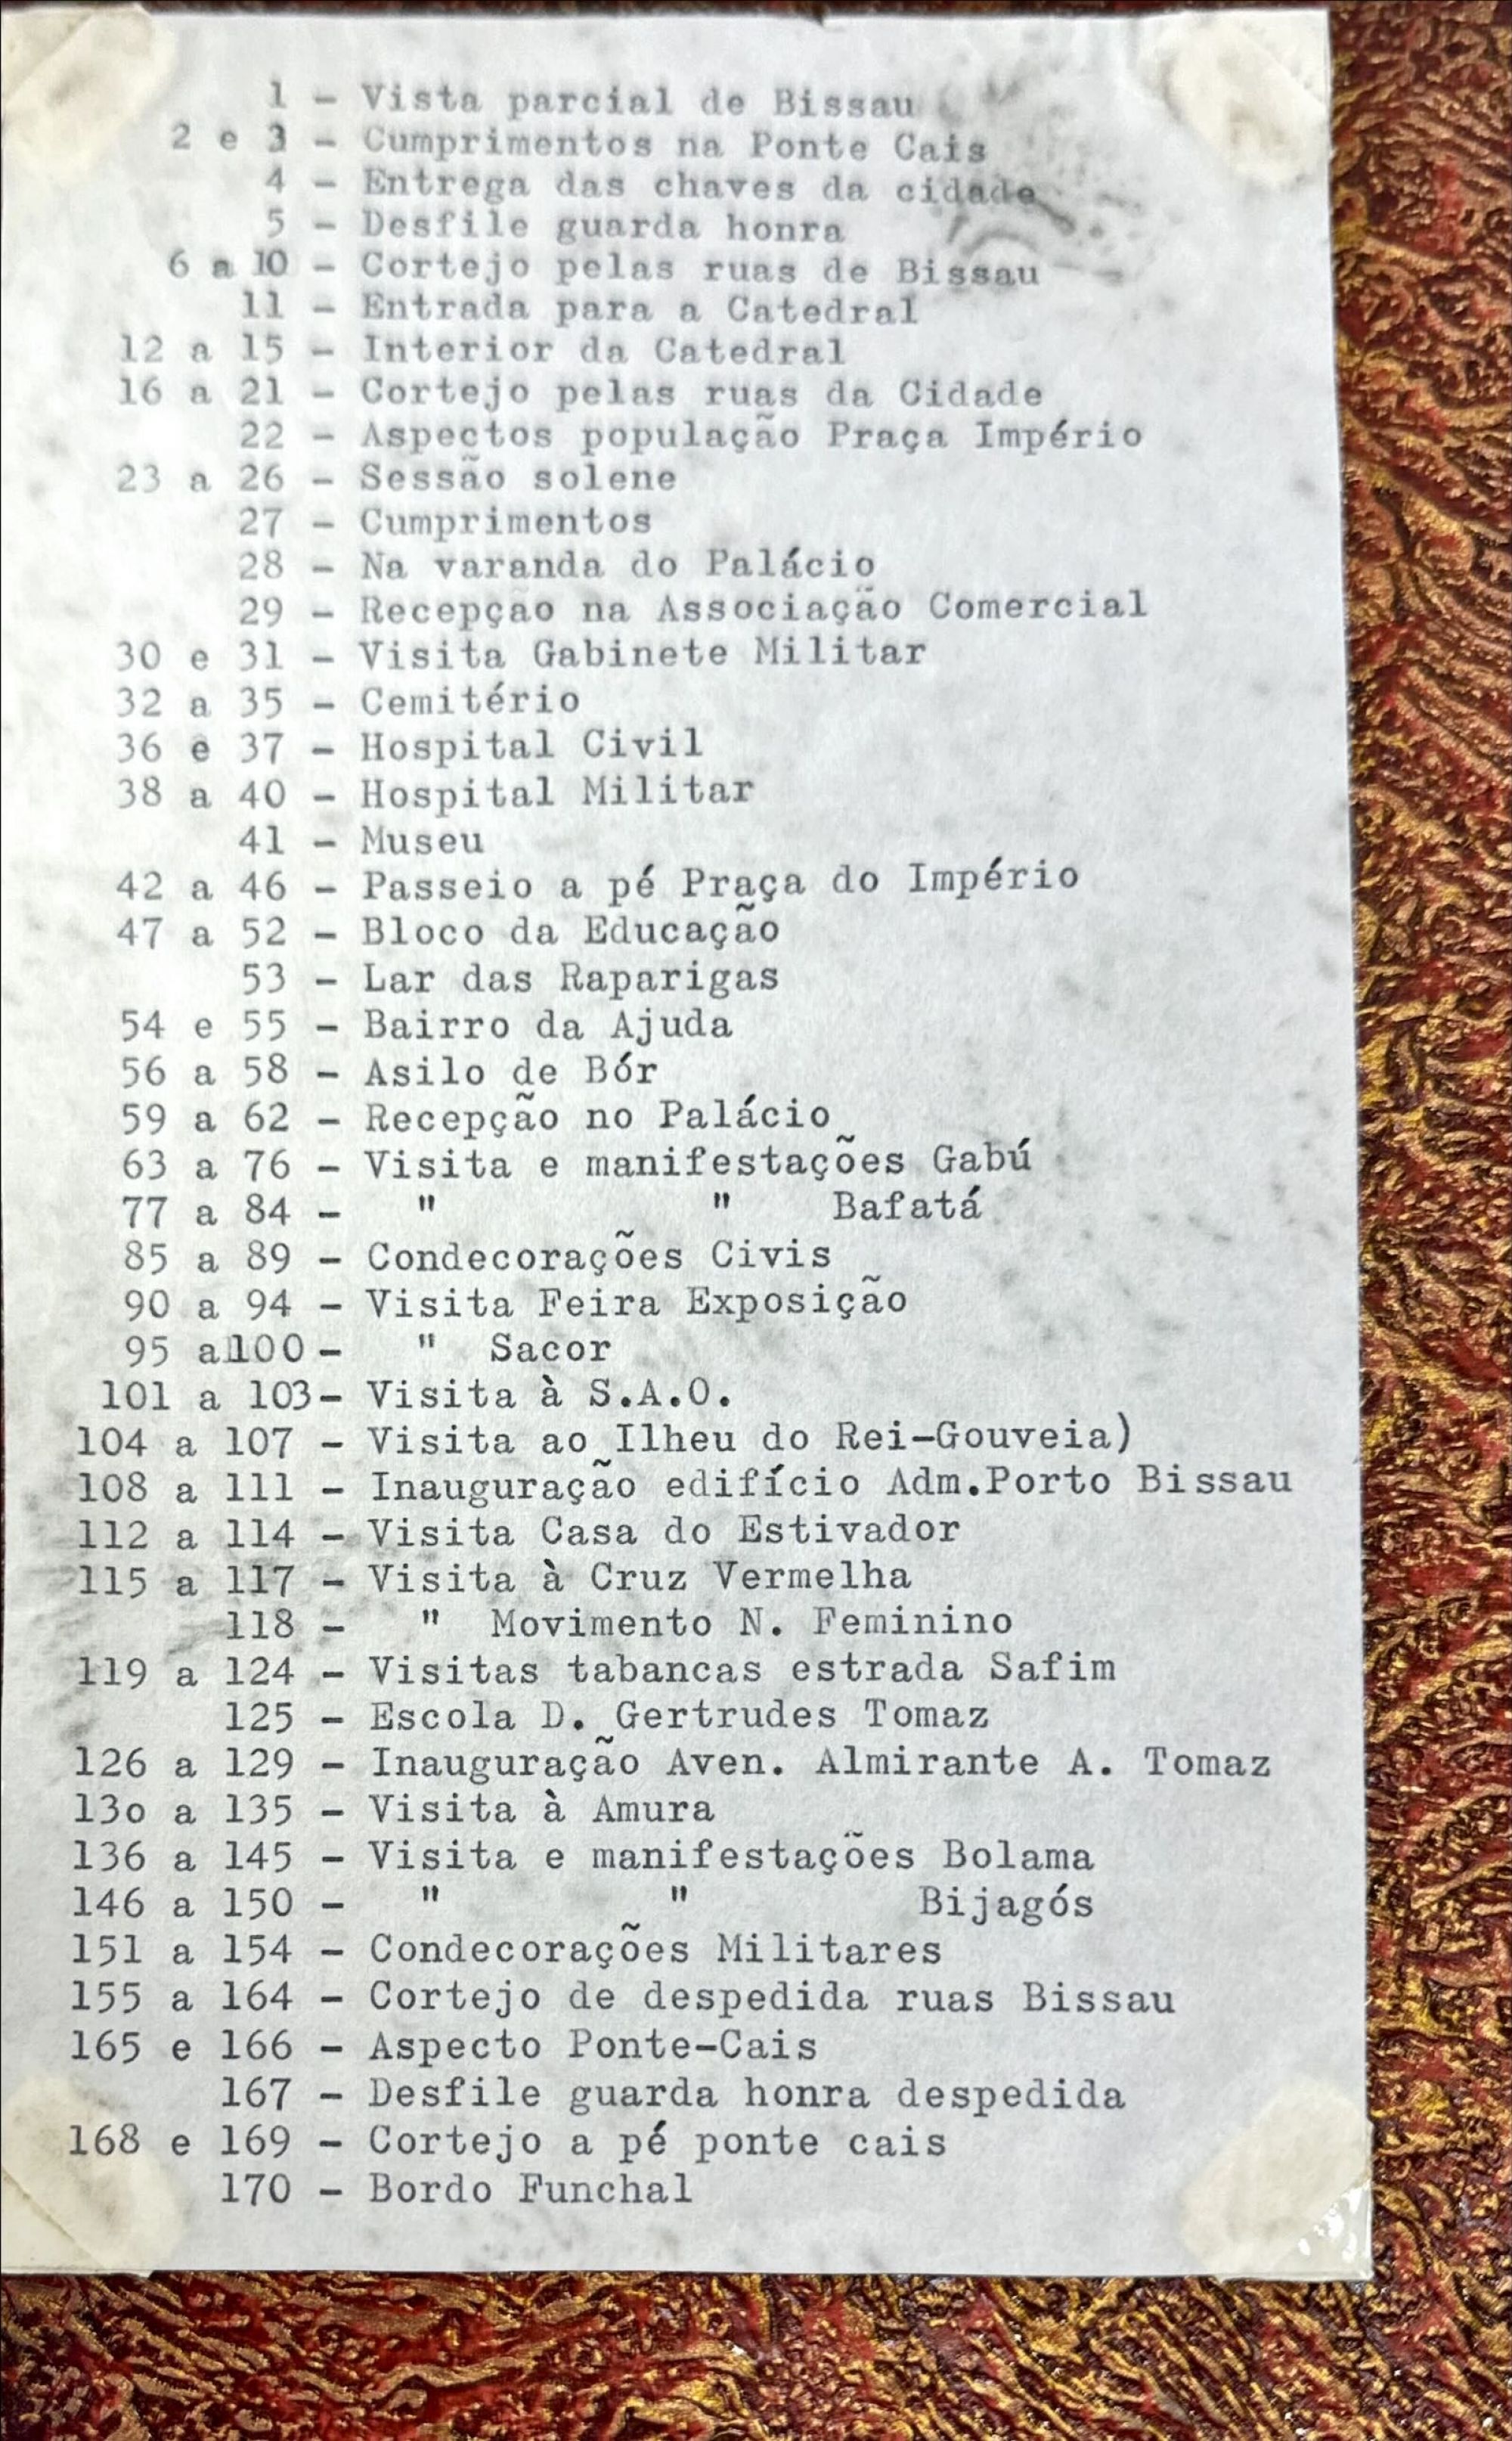 1 - Vista parcial de Bissau
2 e 3 - Cumprimentos na Ponte Cais
4 - Entrega das chaves da cidade
5 - Desfile guarda honra
6 a 10 - Cortejo pelas ruas de Bissau
11 - Entrada para a Catedral
12 a 15 - Interior da Catedral
16 a 21 - Cortejo pelas ruas da Cidade
22 - Aspectos população Praça Império
23 a 26 - Sessão solene
27 - Cumprimentos
28 - Na varanda do Palácio
29 - Recepção na Associação Comercial
30 e 31 - Visita Gabinete Militar
32 a 35 - Cemitério
36 e 37 - Hospital Civil
38 a 40 - Hospital Militar
41 - Museu
42 a 46 - Passeio a pé Praça do Império
47 a 52 - Bloco da Educação
53 - Lar das Raparigas
54 e 55 - Bairro da Ajuda
56 a 58 - Asilo de Bór
59 a 62 - Recepção no Palácio
63 a 76 - Visita e manifestações Gabú
77 a 84 - " " Bafatá
85 a 89 - Condecorações Civis
90 a 94 - Visita Feira Exposição
95 a100 - " Sacor
101 a 103- Visita à S.A.O.
104 a 107 - Visita ao Ilheu do Rei-Gouveia)
108 a 111 - Inauguração edifício Adm.Porto Bissau
112 a 114 - Visita Casa do Estivador
115 a 117 - Visita à Cruz Vermelha
118 - " Movimento N. Feminino
119 a 124 - Visitas tabancas estrada Safim
125 - Escola D. Gertrudes Tomaz
126 a 129 - Inauguração Aven. Almirante A. Tomaz
13o a 135 - Visita à Amura
136 a 145 - Visita e manifestações Bolama
146 a 150 - " " Bijagós
151 a 154 - Condecorações Militares
155 a 164 - Cortejo de despedida ruas Bissau
165 e 166 - Aspecto Ponte-Cais
167 - Desfile guarda honra despedida
168 e 169 - Cortejo a pé ponte cais
170 - Bordo Funchal